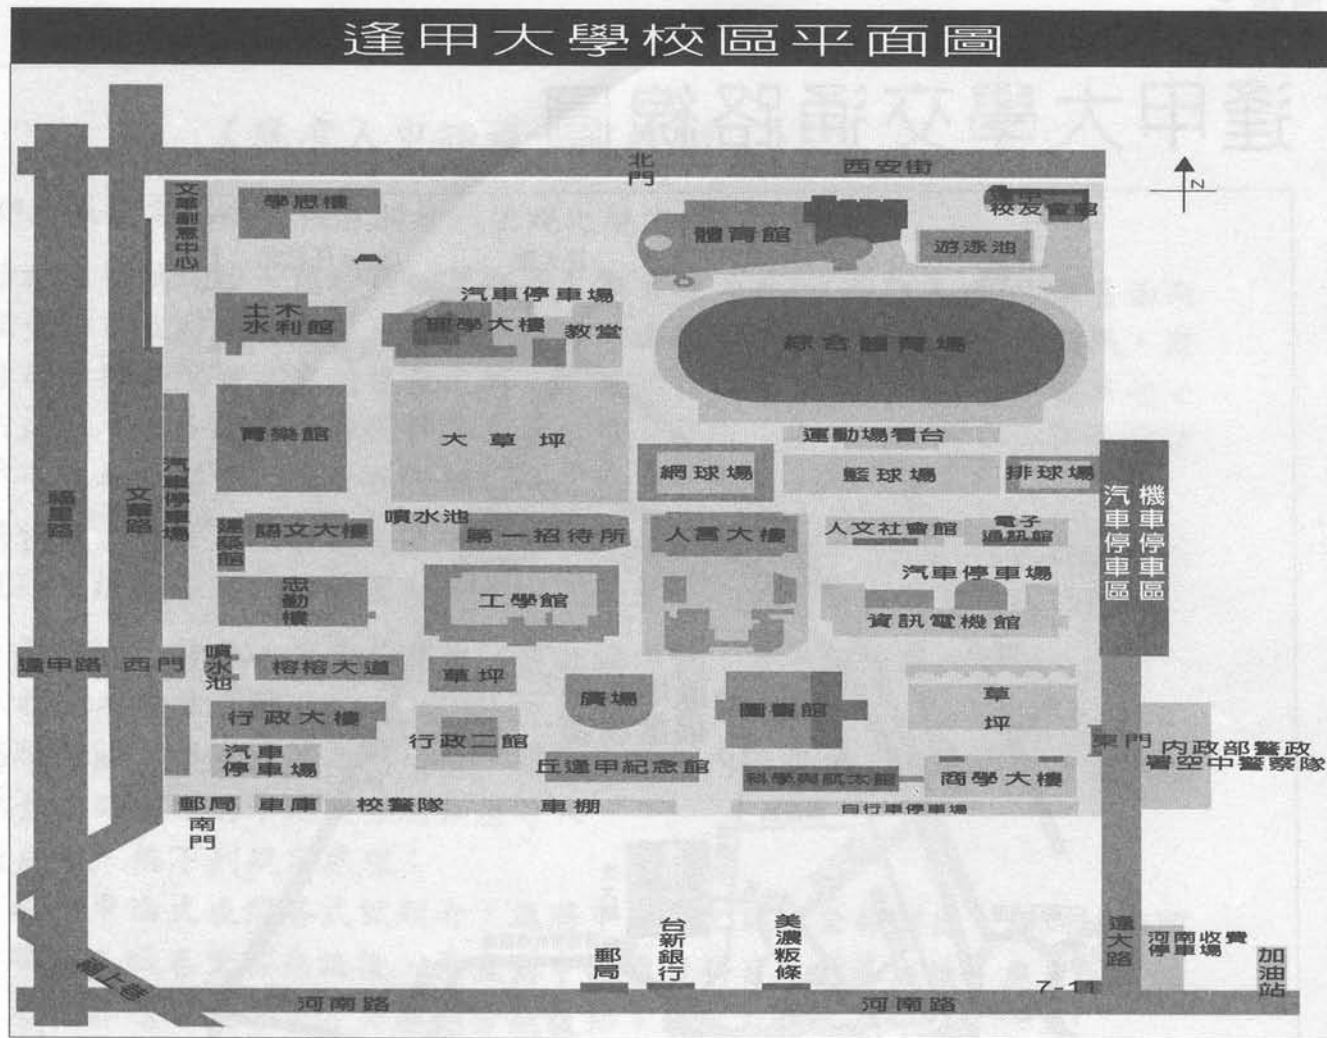 逢甲大學校區平面圖
北門
西安街
N
文華創意中心
學思樓
體育館
校友會館
游泳池
土木
水利館
汽車停車場
理學大樓
教堂
綜合體育場
育樂館
大草坪
運動場看台
網球場
籃球場
排球場
福星路
文華路
汽車停車場
機車停車區
汽車停車區
建築館
語文大樓
噴水池
第一招待所
人言大樓
人文社會館
電子
通訊館
忠勤樓
工學館
汽車停車場
資訊電機館
逢甲路
西門
噴水池
榕榕大道
草坪
廣場
圖書館
草坪
行政大樓
行政二館
東門
內政部警政
署空中警察隊
汽車
停車場
丘逢甲紀念館
科學與航太館
商學大樓
郵局
車庫
校警隊
車棚
自行車停車場
南門
郵局
台新銀行
美濃粄條
逢大路
河南收費
停車場
加油站
7-11
河南路
河南路